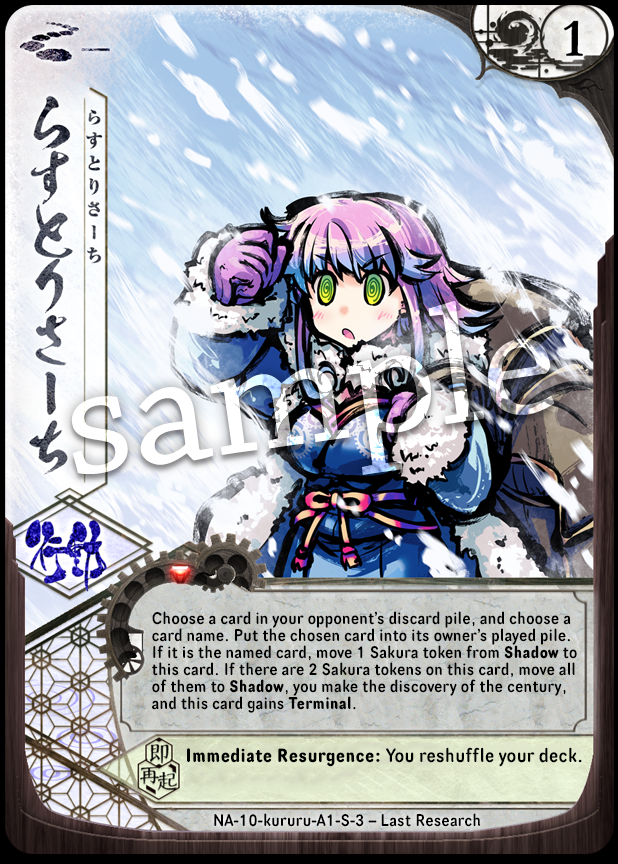 1
らすとりさーち
らすとりさーち
sample
行動
Choose a card in your opponent's discard pile, and choose a
card name. Put the chosen card into its owner's played pile.
If it is the named card, move 1 Sakura token from Shadow to
this card. If there are 2 Sakura tokens on this card, move all
of them to Shadow, you make the discovery of the century,
and this card gains Terminal.
即
再起
Immediate Resurgence: You reshuffle your deck.
NA-10-kururu-A1-S-3 – Last Research